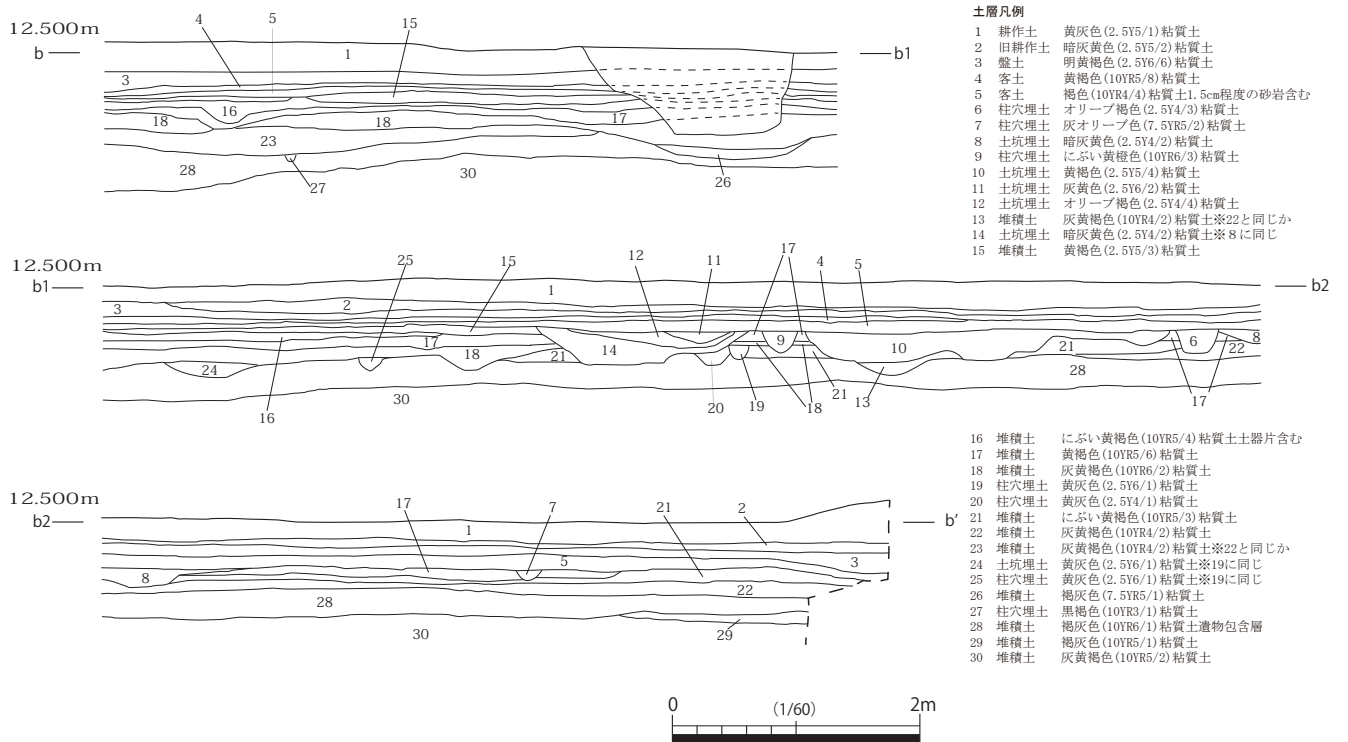 土層凡例
1 耕作土 黄灰色(2.5Y5/1)粘質土
2 旧耕作土 暗灰黄色(2.5Y5/2)粘質土
3 盤土 明黄褐色(2.5Y6/6)粘質土
4 客土 黄褐色(10YR5/8)粘質土
5 客土 褐色(10YR4/4)粘質土1.5cm程度の砂岩含む
6 柱穴埋土 オリーブ褐色(2.5Y4/3)粘質土
7 柱穴埋土 灰オリーブ色(7.5YR5/2)粘質土
8 土坑埋土 暗灰黄色(2.5Y4/2)粘質土
9 柱穴埋土 にぶい黄橙色(10YR6/3)粘質土
10 土坑埋土 黄褐色(2.5Y5/4)粘質土
11 土坑埋土 灰黄色(2.5Y6/2)粘質土
12 土坑埋土 オリーブ褐色(2.5Y4/4)粘質土
13 堆積土 灰黄褐色(10YR4/2)粘質土※22と同じか
14 土坑埋土 暗灰黄色(2.5Y4/2)粘質土※8に同じ
15 堆積土 黄褐色(2.5Y5/3)粘質土
12.500m
b
b1
4 5 15
1
3
16
18 18 17
23
28 27 30 26
12.500m
b1
b2
25 15 12 11 17 4 5
1
3 2
17 18 21 14 9 10 21 6 22 8
24 28
16 30 20 19 18 21 13 17
16 堆積土 にぶい黄褐色(10YR5/4)粘質土土器片含む
17 堆積土 黄褐色(10YR5/6)粘質土
18 堆積土 灰黄褐色(10YR6/2)粘質土
19 柱穴埋土 黄灰色(2.5Y6/1)粘質土
20 柱穴埋土 黄灰色(2.5Y4/1)粘質土
21 堆積土 にぶい黄褐色(10YR5/3)粘質土
22 堆積土 灰黄褐色(10YR4/2)粘質土
23 堆積土 灰黄褐色(10YR4/2)粘質土※22と同じか
24 土坑埋土 黄灰色(2.5Y6/1)粘質土※19に同じ
25 柱穴埋土 黄灰色(2.5Y6/1)粘質土※19に同じ
26 堆積土 褐灰色(7.5YR5/1)粘質土
27 柱穴埋土 黒褐色(10YR3/1)粘質土
28 堆積土 褐灰色(10YR6/1)粘質土遺物包含層
29 堆積土 褐灰色(10YR5/1)粘質土
30 堆積土 灰黄褐色(10YR5/2)粘質土
12.500m
b2
b′
17 7 21 2
1
5 3
8 22
28
30 29
0 (1/60) 2m